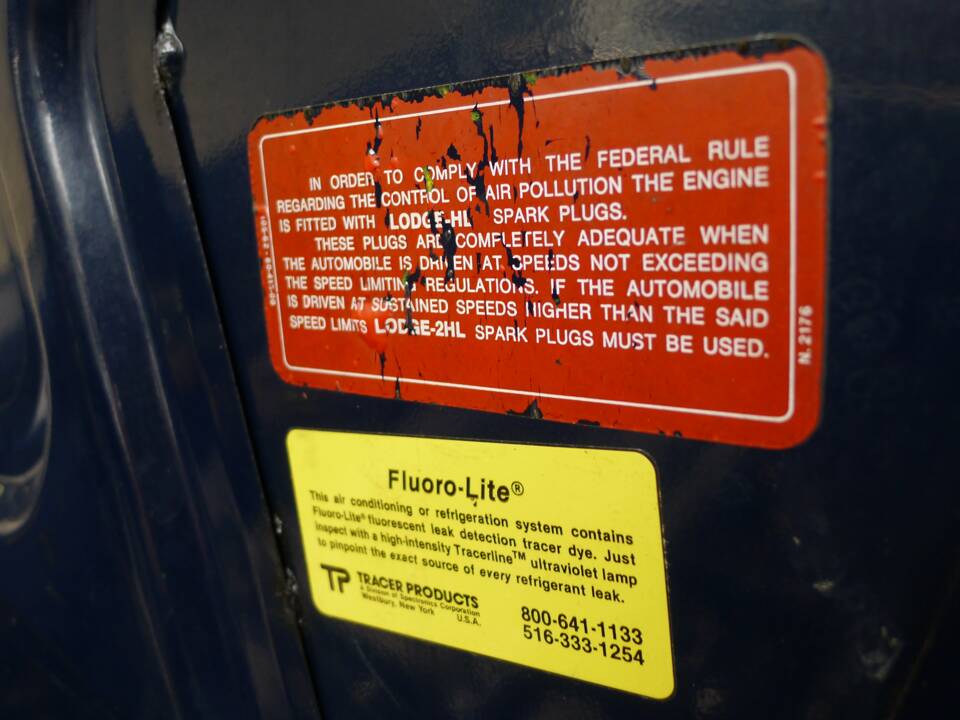 IN ORDER TO COMPLY WITH THE FEDERAL RULE
REGARDING THE CONTROL OF AIR POLLUTION THE ENGINE
IS FITTED WITH LODGE-HL SPARK PLUGS.
THESE PLUGS ARE COMPLETELY ADEQUATE WHEN
THE AUTOMOBILE IS DRIVEN AT SPEEDS NOT EXCEEDING
THE SPEED LIMITING REGULATIONS. IF THE AUTOMOBILE
IS DRIVEN AT SUSTAINED SPEEDS HIGHER THAN THE SAID
SPEED LIMITS LODGE-2HL SPARK PLUGS MUST BE USED.
N. 2176
Fluoro-Lite®
This air conditioning or refrigeration system contains
Fluoro-Lite® fluorescent leak detection tracer dye. Just
inspect with a high-intensity Tracerline™ ultraviolet lamp
to pinpoint the exact source of every refrigerant leak.
TP
TRACER PRODUCTS
A Division of Spectronics Corporation
Westbury, New York
U.S.A.
800-641-1133
516-333-1254